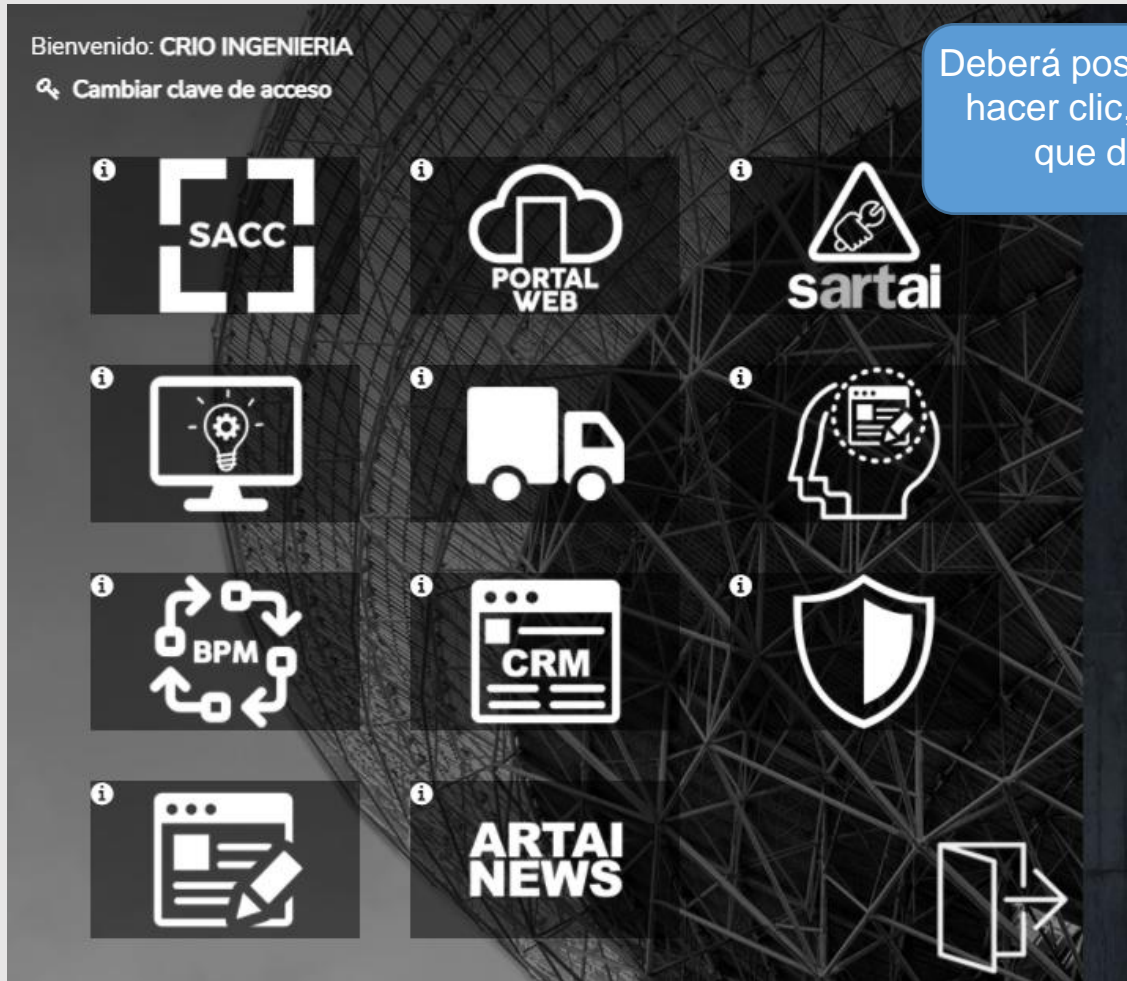 Bienvenido: CRIO INGENIERIA
Cambiar clave de acceso
Deberá pos
hacer clic,
que d
SACC
PORTAL
WEB
sartai
BPM
CRM
ARTAI
NEWS